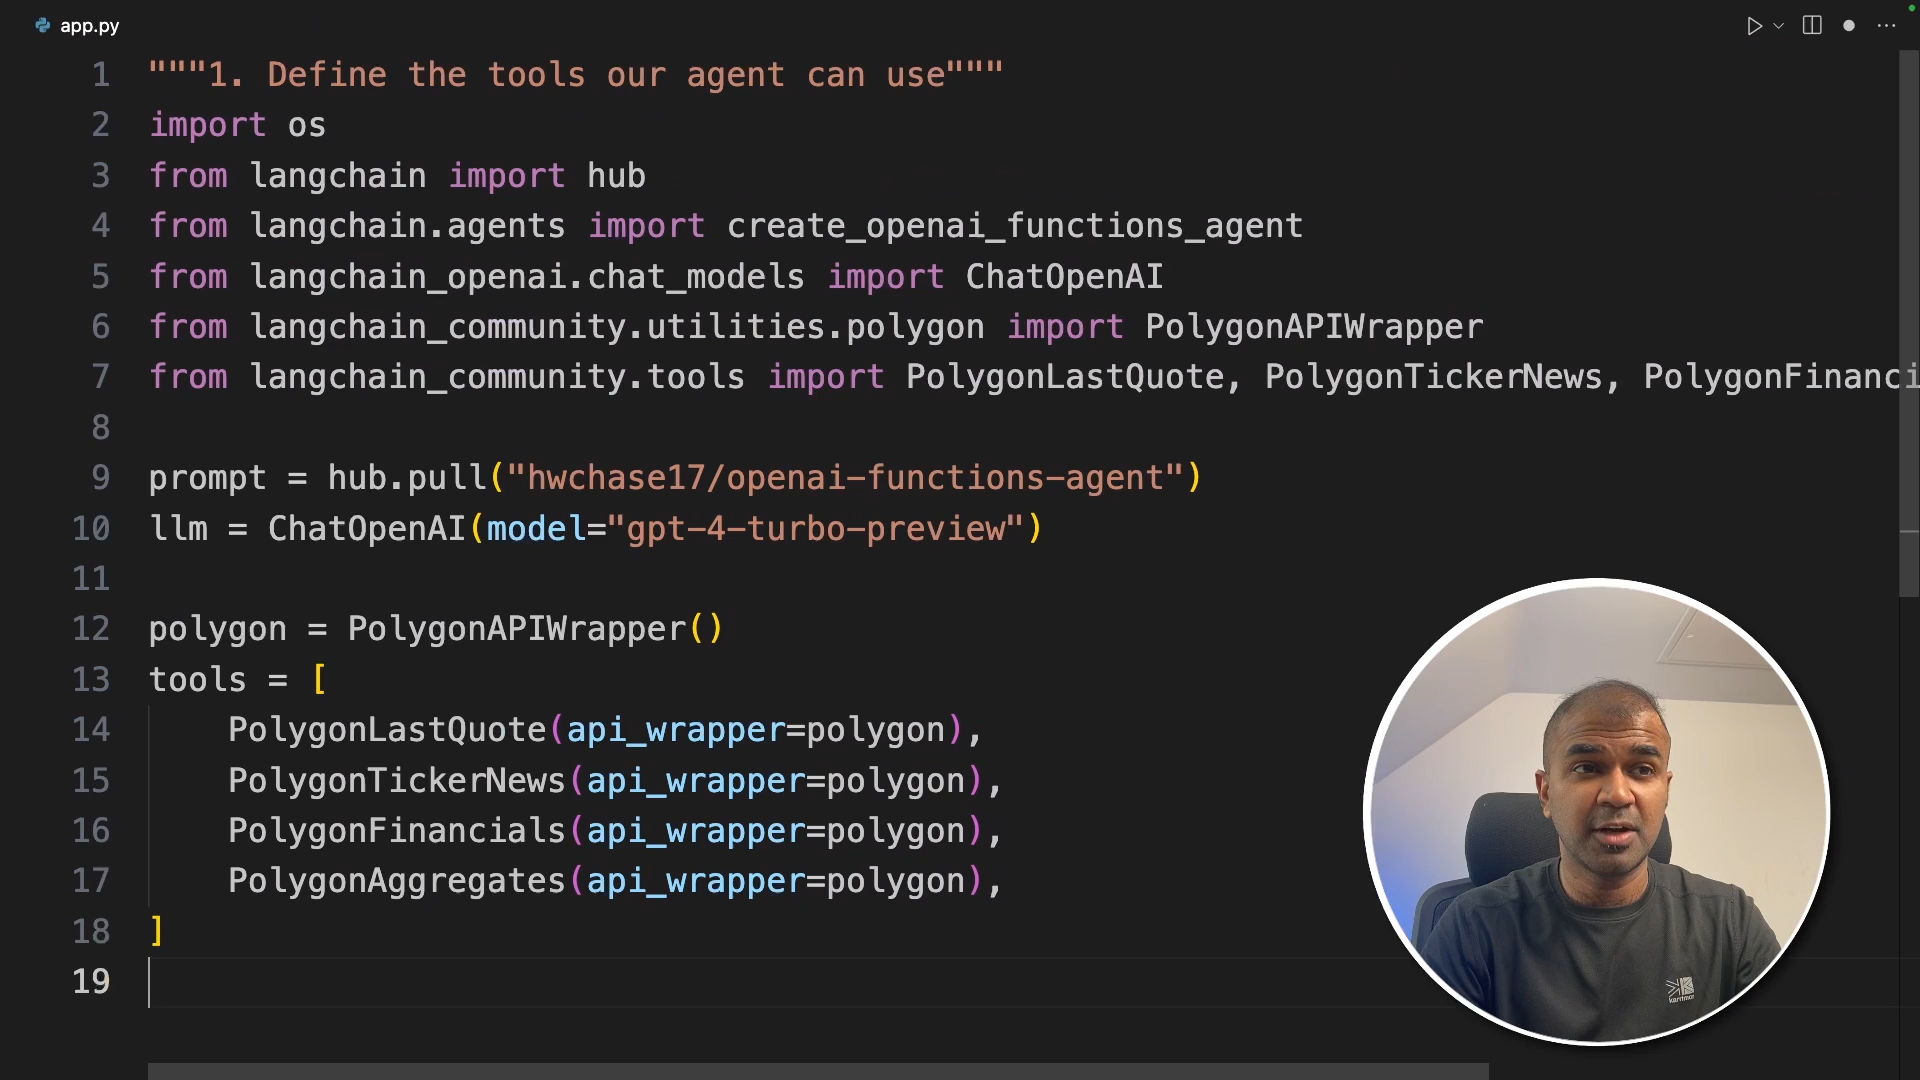 app.py
1 """1. Define the tools our agent can use"""
2 import os
3 from langchain import hub
4 from langchain.agents import create_openai_functions_agent
5 from langchain_openai.chat_models import ChatOpenAI
6 from langchain_community.utilities.polygon import PolygonAPIWrapper
7 from langchain_community.tools import PolygonLastQuote, PolygonTickerNews, PolygonFinanci
8
9 prompt = hub.pull("hwchase17/openai-functions-agent")
10 llm = ChatOpenAI(model="gpt-4-turbo-preview")
11
12 polygon = PolygonAPIWrapper()
13 tools = [
14 PolygonLastQuote(api_wrapper=polygon),
15 PolygonTickerNews(api_wrapper=polygon),
16 PolygonFinancials(api_wrapper=polygon),
17 PolygonAggregates(api_wrapper=polygon),
18 ]
19
karrimor